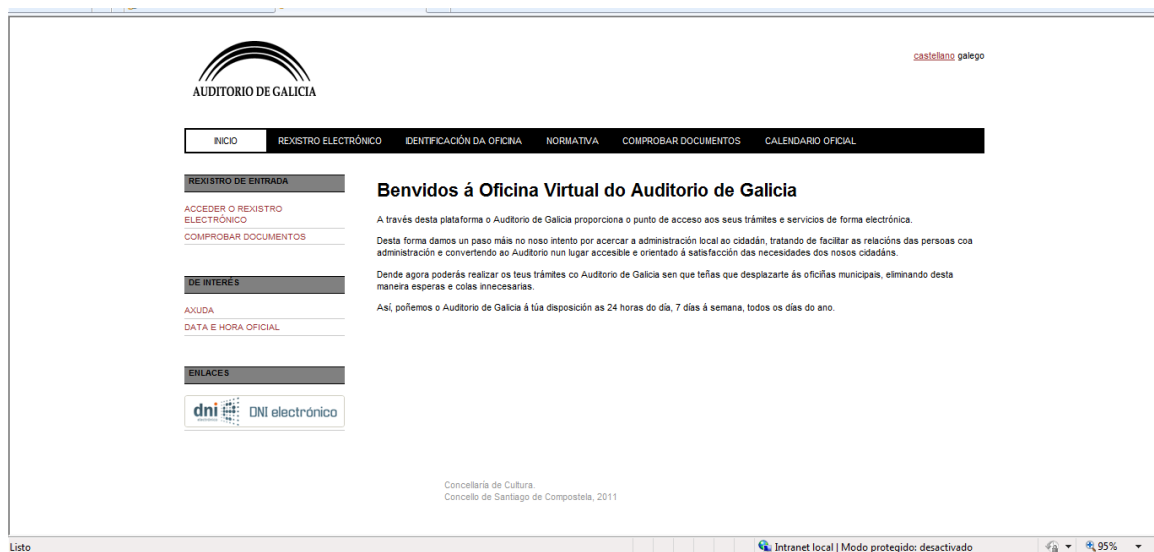 castellano galego
AUDITORIO DE GALICIA
INICIO REXISTRO ELECTRÓNICO IDENTIFICACIÓN DA OFICINA NORMATIVA COMPROBAR DOCUMENTOS CALENDARIO OFICIAL
REXISTRO DE ENTRADA
ACCEDER O REXISTRO
ELECTRÓNICO
COMPROBAR DOCUMENTOS
DE INTERÉS
AXUDA
DATA E HORA OFICIAL
ENLACES
dni DNI electrónico
Benvidos á Oficina Virtual do Auditorio de Galicia
A través desta plataforma o Auditorio de Galicia proporciona o punto de acceso aos seus trámites e servicios de forma electrónica.
Desta forma damos un paso máis no noso intento por acercar a administración local ao cidadán, tratando de facilitar as relacións das persoas coa
administración e convertendo ao Auditorio nun lugar accesible e orientado á satisfacción das necesidades dos nosos cidadáns.
Dende agora poderás realizar os teus trámites co Auditorio de Galicia sen que teñas que desplazarte ás oficiñas municipais, eliminando desta
maneira esperas e colas innecesarias.
Así, poñemos o Auditorio de Galicia á túa disposición as 24 horas do día, 7 días á semana, todos os días do ano.
Concellaría de Cultura.
Concello de Santiago de Compostela, 2011
Listo Intranet local | Modo protegido: desactivado 95%